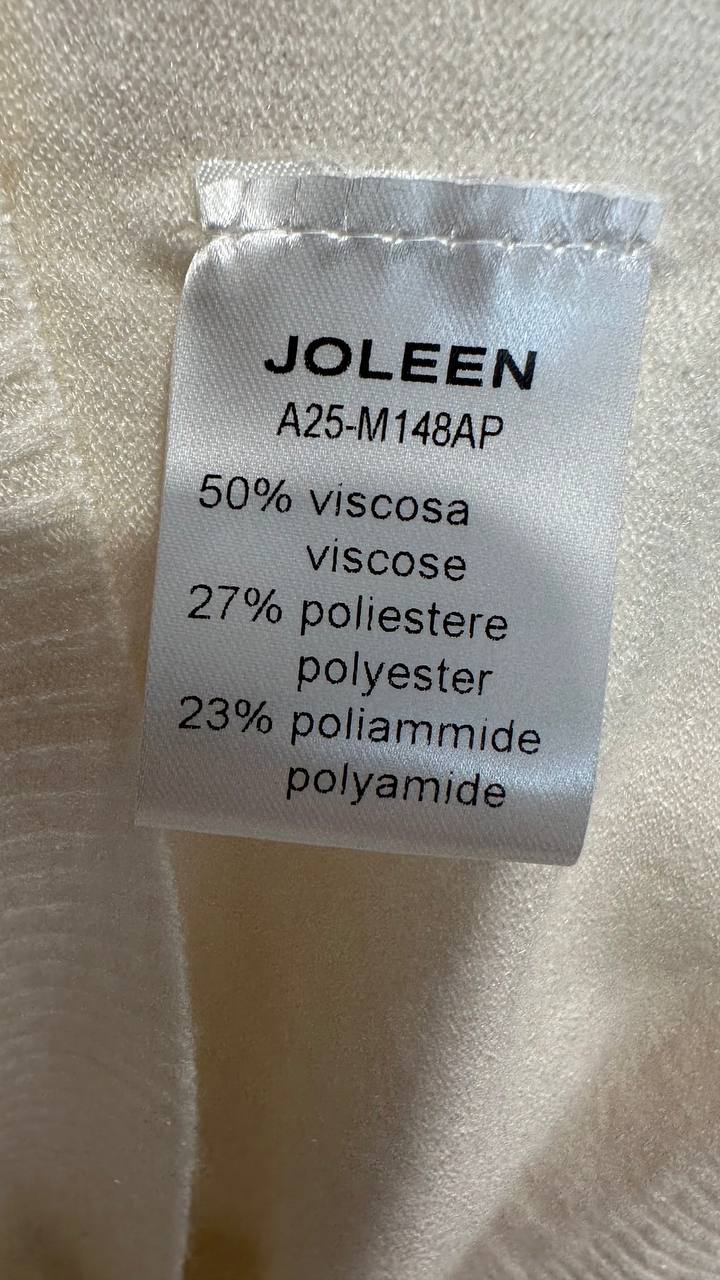 JOLEEN
A25-M148AP
50% viscosa
viscose
27% poliestere
polyester
23% poliammide
polyamide